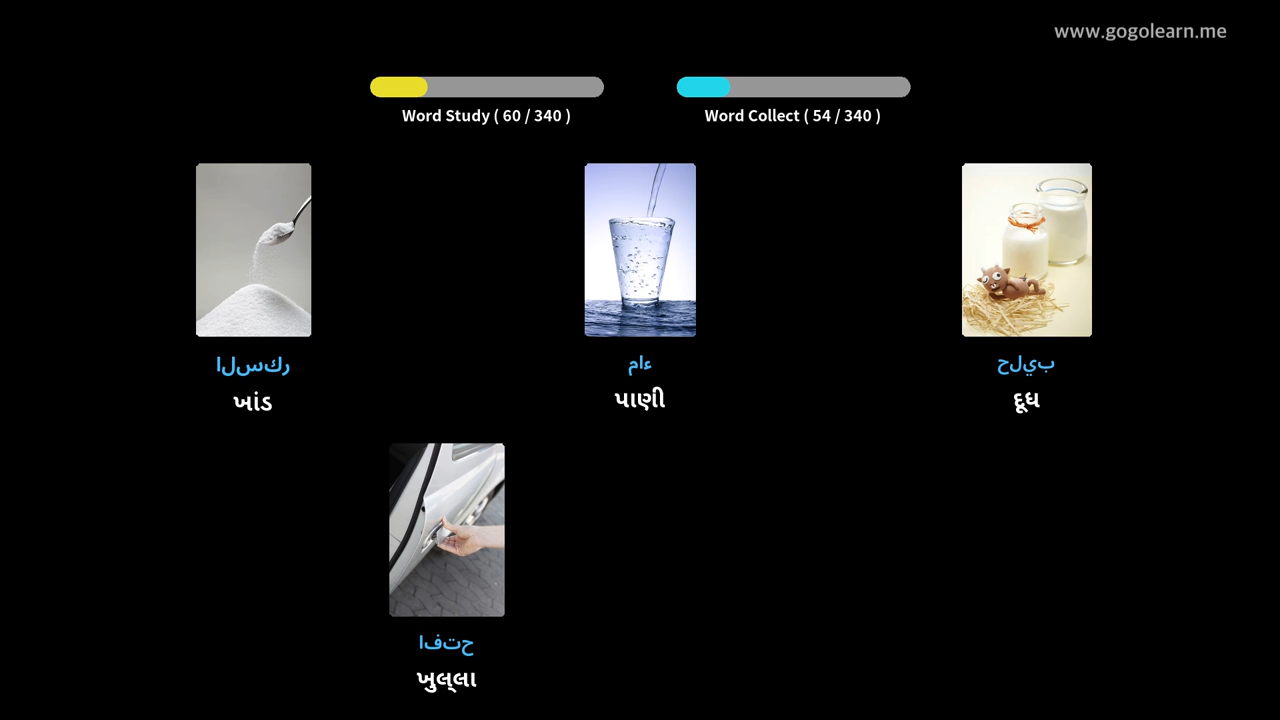 www.gogolearn.me
Word Study ( 60 / 340 )
Word Collect ( 54 / 340 )
السكر
ખાંડ
ماء
પાણી
حليب
દૂધ
افتح
ખુલ્લા